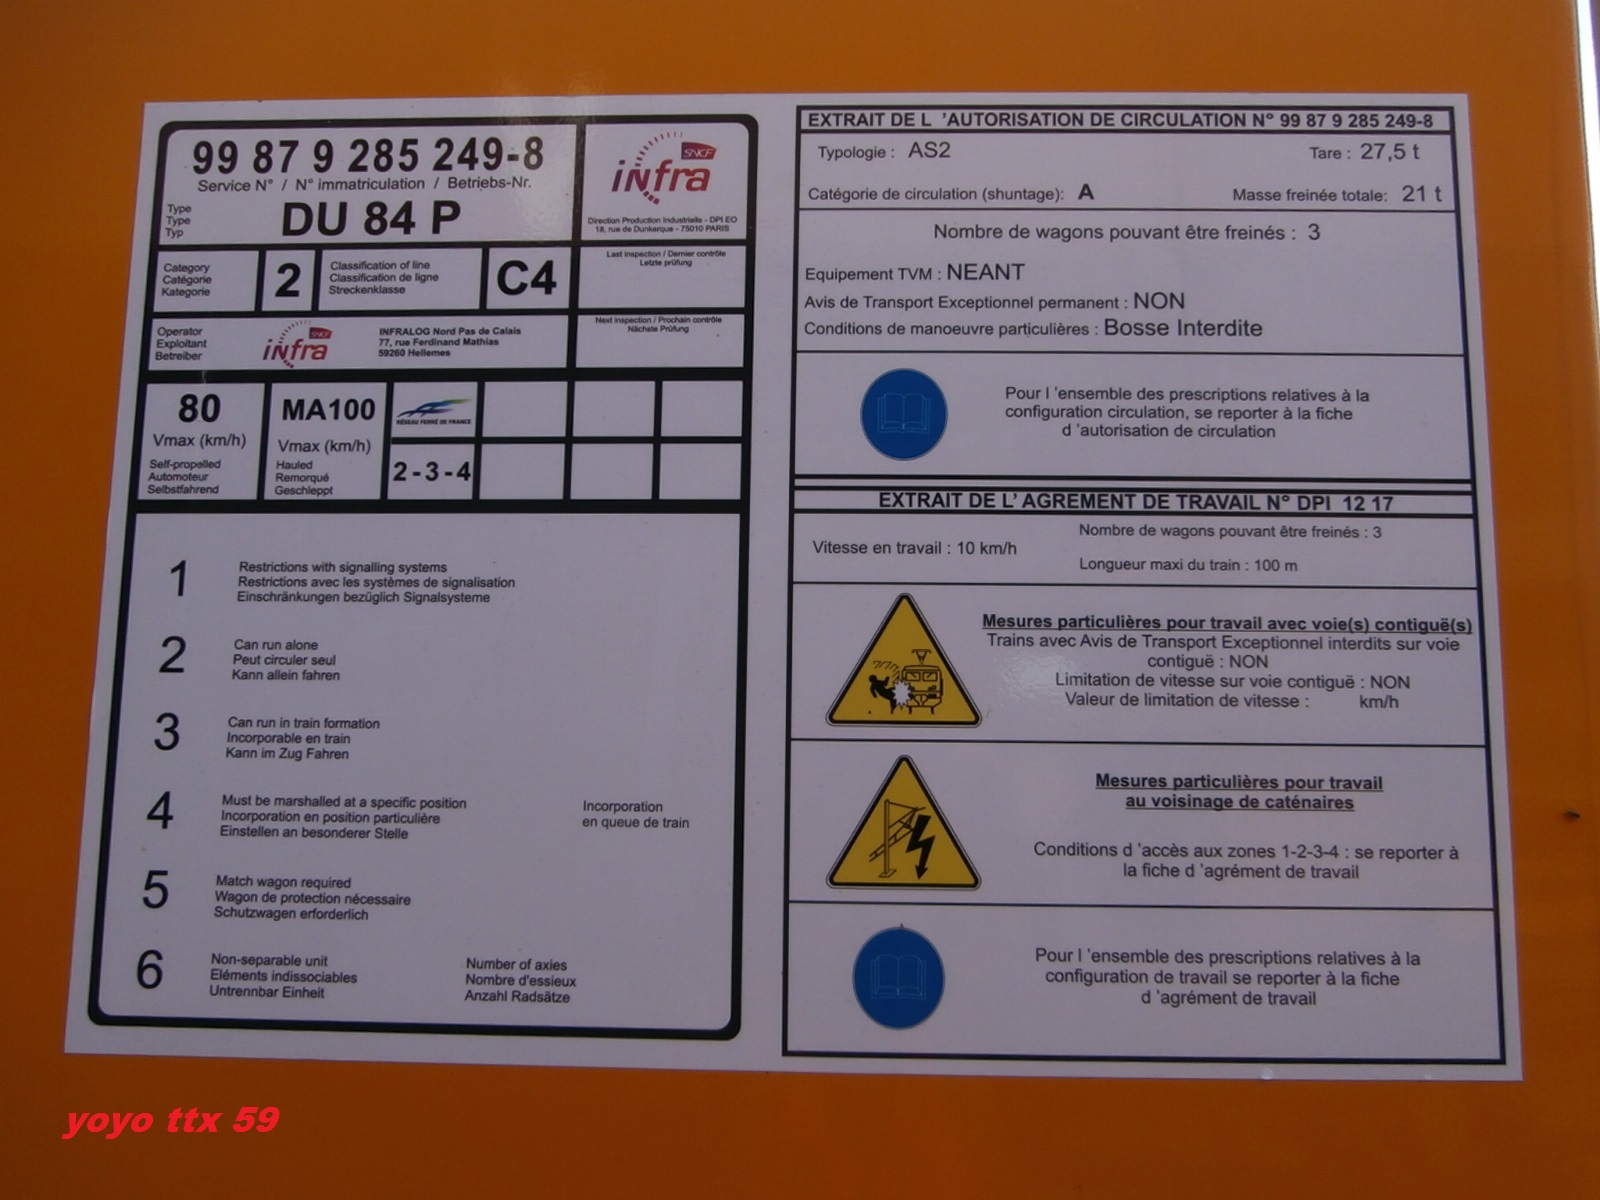 99 87 9 285 249-8
Service N° / N° immatriculation / Betriebs-Nr.
Type
Type
Typ
DU 84 P
SNCF
infra
Direction Production Industrielle - DPI EO
18, rue de Dunkerque - 75010 PARIS
Category
Catégorie
Kategorie
2
Classification of line
Classification de ligne
Streckenklasse
C4
Last inspection / Dernier contrôle
Letzte prüfung
Operator
Exploitant
Betreiber
SNCF
infra
INFRALOG Nord Pas de Calais
77, rue Ferdinand Mathias
59260 Hellemes
Next inspection / Prochain contrôle
Nächste Prüfung
80
Vmax (km/h)
Self-propelled
Automoteur
Selbstfahrend
MA100
Vmax (km/h)
Hauled
Remorqué
Geschleppt
RÉSEAU FERRÉ DE FRANCE
2 - 3 - 4
1
Restrictions with signalling systems
Restrictions avec les systèmes de signalisation
Einschränkungen bezüglich Signalsysteme
2
Can run alone
Peut circuler seul
Kann allein fahren
3
Can run in train formation
Incorporable en train
Kann im Zug Fahren
4
Must be marshalled at a specific position
Incorporation en position particulière
Einstellen an besonderer Stelle
Incorporation
en queue de train
5
Match wagon required
Wagon de protection nécessaire
Schutzwagen erforderlich
6
Non-separable unit
Eléments indissociables
Untrennbar Einheit
Number of axies
Nombre d'essieux
Anzahl Radsätze
EXTRAIT DE L 'AUTORISATION DE CIRCULATION N° 99 87 9 285 249-8
Typologie : AS2
Tare : 27,5 t
Catégorie de circulation (shuntage): A
Masse freinée totale: 21 t
Nombre de wagons pouvant être freinés : 3
Equipement TVM : NEANT
Avis de Transport Exceptionnel permanent : NON
Conditions de manoeuvre particulières : Bosse Interdite
Pour l 'ensemble des prescriptions relatives à la
configuration circulation, se reporter à la fiche
d 'autorisation de circulation
EXTRAIT DE L' AGREMENT DE TRAVAIL N° DPI 12 17
Vitesse en travail : 10 km/h
Nombre de wagons pouvant être freinés : 3
Longueur maxi du train : 100 m
Mesures particulières pour travail avec voie(s) contiguë(s)
Trains avec Avis de Transport Exceptionnel interdits sur voie
contiguë : NON
Limitation de vitesse sur voie contiguë : NON
Valeur de limitation de vitesse : km/h
Mesures particulières pour travail
au voisinage de caténaires
Conditions d 'accès aux zones 1-2-3-4 : se reporter à
la fiche d 'agrément de travail
Pour l 'ensemble des prescriptions relatives à la
configuration de travail se reporter à la fiche
d 'agrément de travail
yoyo ttx 59